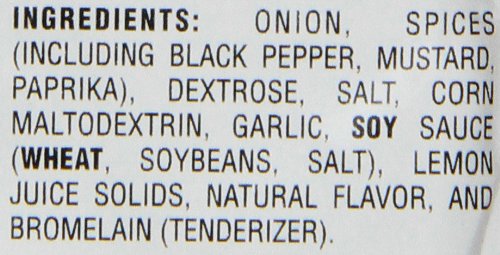 INGREDIENTS: ONION, SPICES
(INCLUDING BLACK PEPPER, MUSTARD,
PAPRIKA), DEXTROSE, SALT, CORN
MALTODEXTRIN, GARLIC, SOY SAUCE
(WHEAT, SOYBEANS, SALT), LEMON
JUICE SOLIDS, NATURAL FLAVOR, AND
BROMELAIN (TENDERIZER).